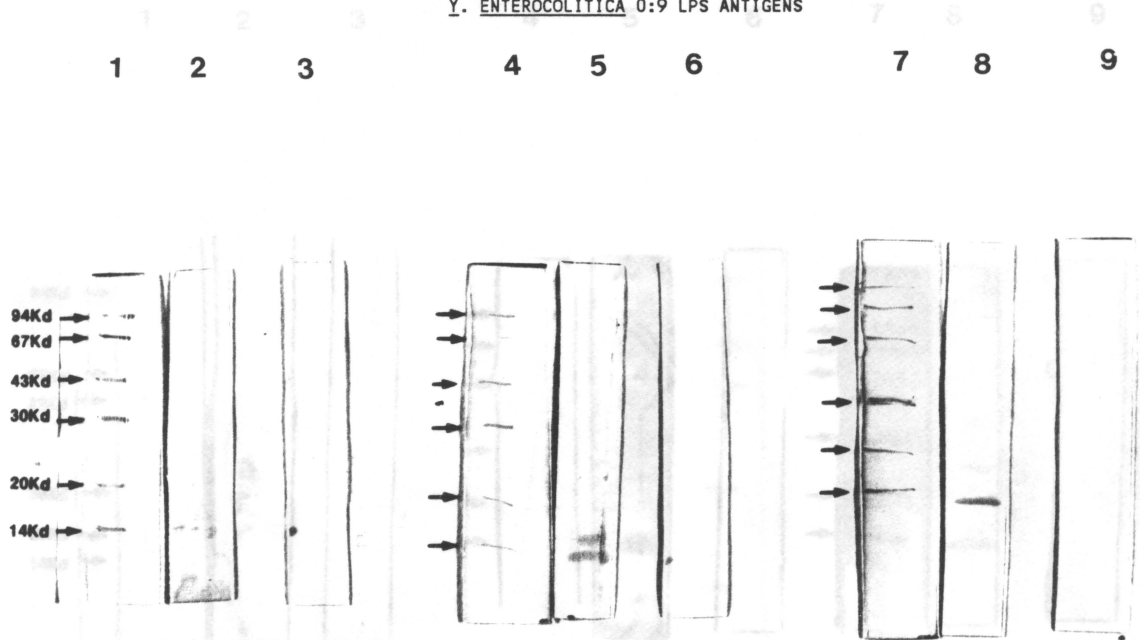 Y. ENTEROCOLITICA O:9 LPS ANTIGENS
1 2 3 4 5 6 7 8 9
94Kd
67Kd
43Kd
30Kd
20Kd
14Kd